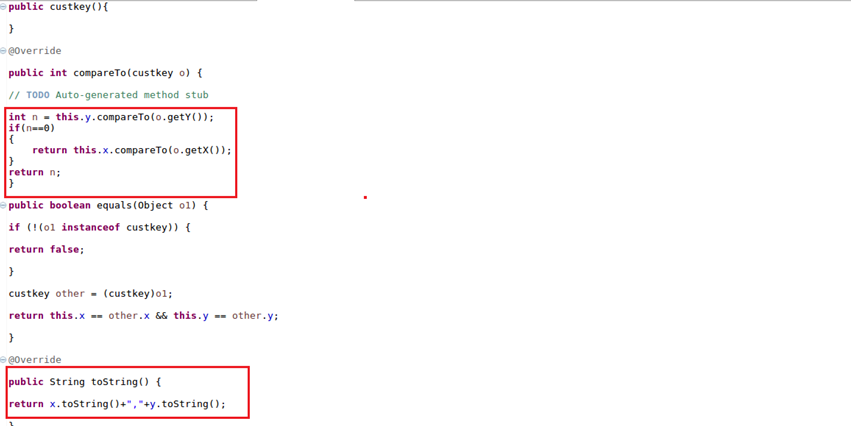 public custkey(){
}
@Override
public int compareTo(custkey o) {
// TODO Auto-generated method stub
int n = this.y.compareTo(o.getY());
if(n==0)
{
return this.x.compareTo(o.getX());
}
return n;
}
public boolean equals(Object o1) {
if (!(o1 instanceof custkey)) {
return false;
}
custkey other = (custkey)o1;
return this.x == other.x && this.y == other.y;
}
@Override
public String toString() {
return x.toString()+","+y.toString();
}